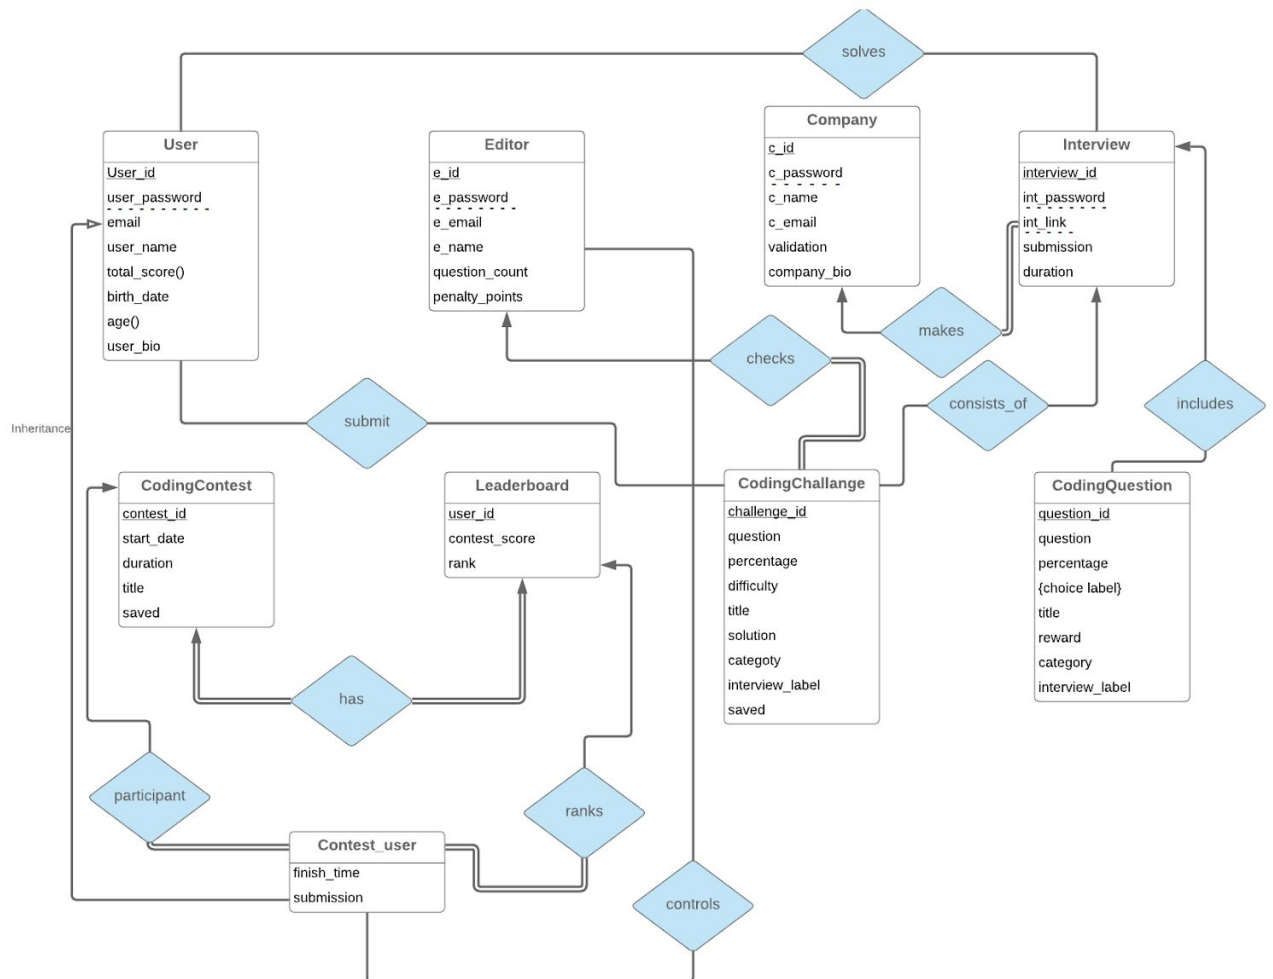 solves
User
User_id
user_password
email
user_name
total_score()
birth_date
age()
user_bio
Editor
e_id
e_password
e_email
e_name
question_count
penalty_points
Company
c_id
c_password
c_name
c_email
validation
company_bio
Interview
interview_id
int_password
int_link
submission
duration
makes
checks
consists_of
includes
submit
Inheritance
CodingContest
contest_id
start_date
duration
title
saved
Leaderboard
user_id
contest_score
rank
CodingChallange
challenge_id
question
percentage
difficulty
title
solution
categoty
interview_label
saved
CodingQuestion
question_id
question
percentage
{choice label}
title
reward
category
interview_label
has
participant
ranks
Contest_user
finish_time
submission
controls